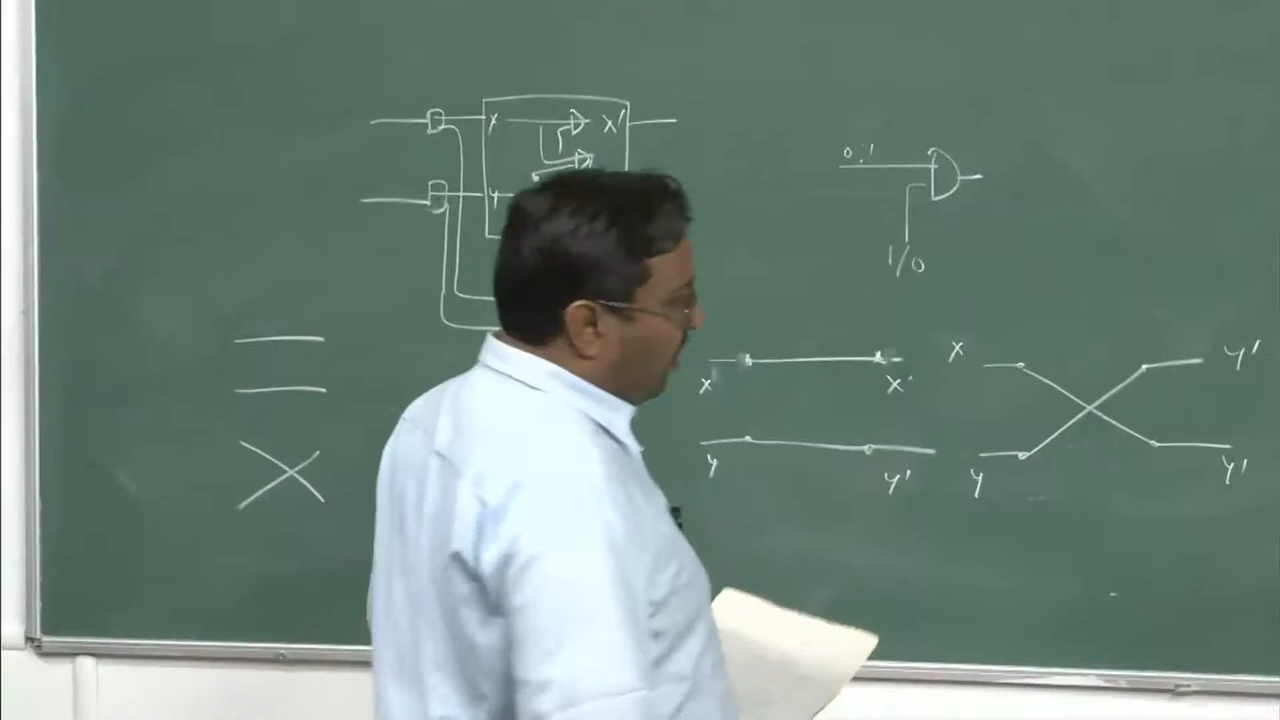 x x'
y
0:1
1/0
x x'
y y'
x y'
y y'